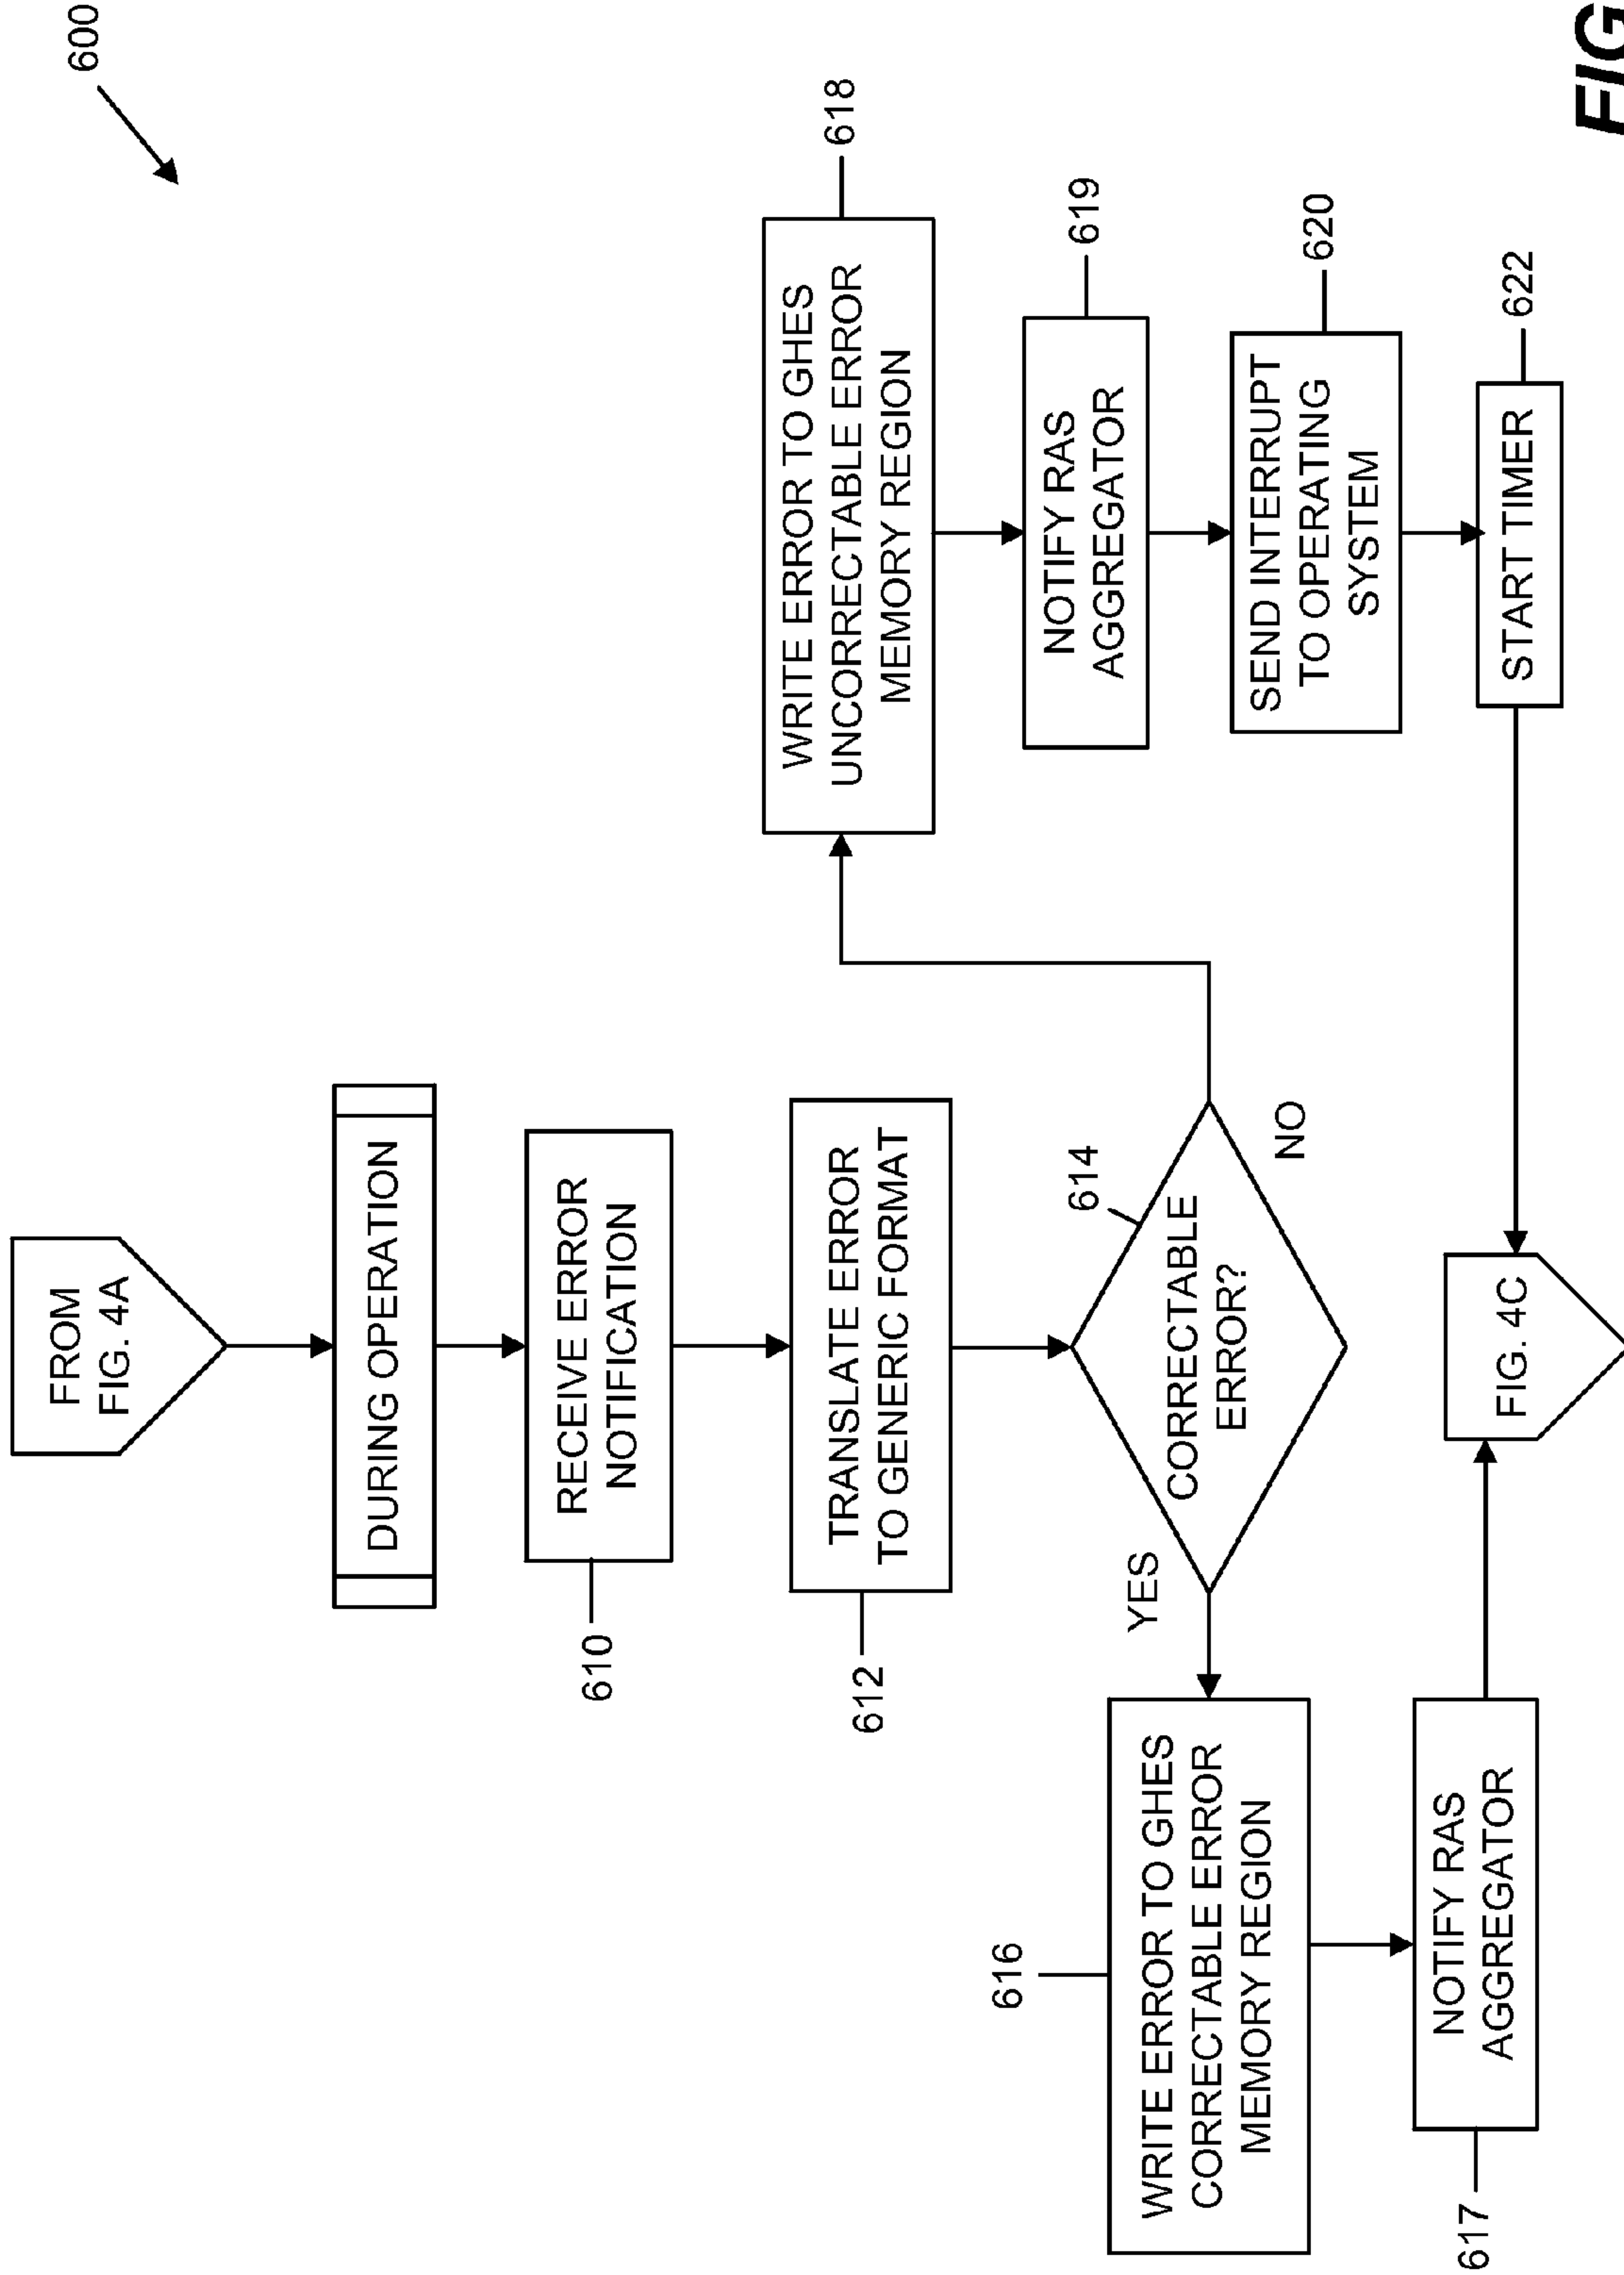 600
FROM
FIG. 4A
DURING OPERATION
RECEIVE ERROR
NOTIFICATION
610
TRANSLATE ERROR
TO GENERIC FORMAT
612
614
CORRECTABLE
ERROR?
YES
NO
616
WRITE ERROR TO GHES
CORRECTABLE ERROR
MEMORY REGION
617
NOTIFY RAS
AGGREGATOR
WRITE ERROR TO GHES
UNCORRECTABLE ERROR
MEMORY REGION
618
NOTIFY RAS
AGGREGATOR
619
SEND INTERRUPT
TO OPERATING
SYSTEM
620
START TIMER
622
FIG. 4C
FIG